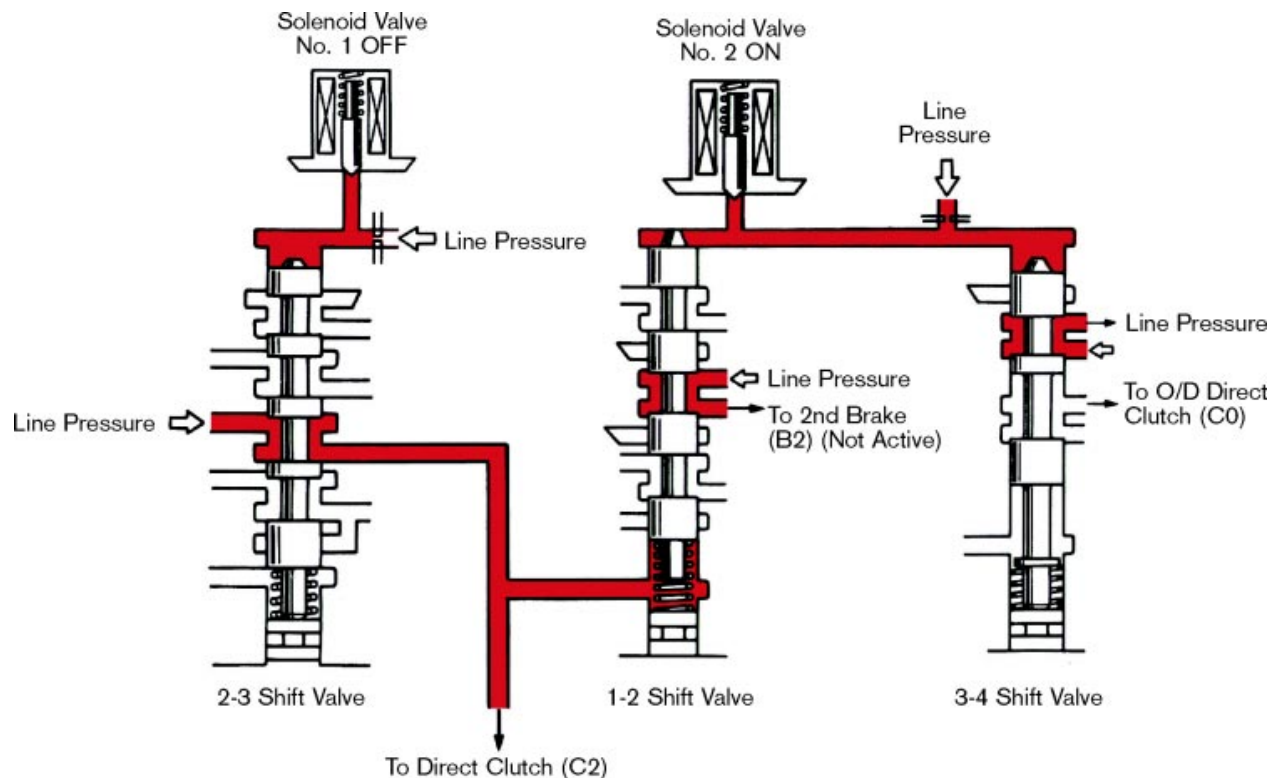 Solenoid Valve
No. 1 OFF
Solenoid Valve
No. 2 ON
Line
Pressure
Line Pressure
Line Pressure
Line Pressure
To 2nd Brake
(B2) (Not Active)
Line Pressure
To O/D Direct
Clutch (C0)
2-3 Shift Valve
1-2 Shift Valve
3-4 Shift Valve
To Direct Clutch (C2)